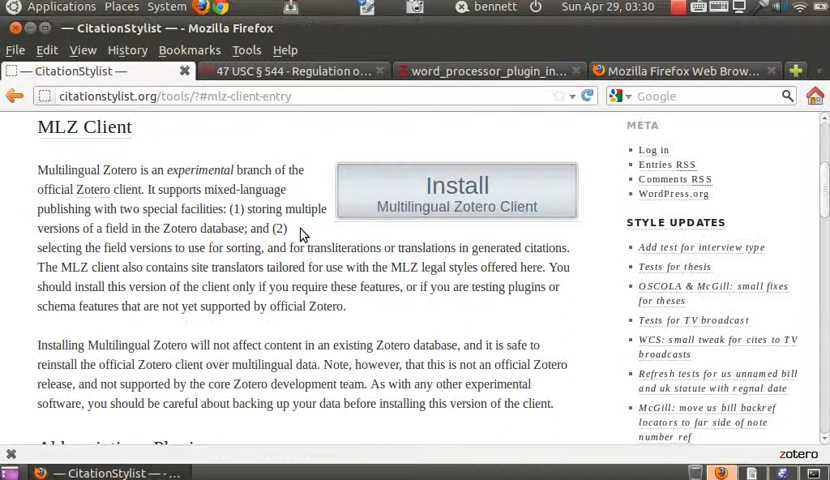 Applications Places System bennett Sun Apr 29, 03:30
— CitationStylist — - Mozilla Firefox
File Edit View History Bookmarks Tools Help
— CitationStylist —
47 USC § 544 - Regulation o...
word_processor_plugin_in...
Mozilla Firefox Web Brow...
citationstylist.org/tools/?#mlz-client-entry
Google
MLZ Client
Multilingual Zotero is an experimental branch of the
official Zotero client. It supports mixed-language
publishing with two special facilities: (1) storing multiple
versions of a field in the Zotero database; and (2)
selecting the field versions to use for sorting, and for transliterations or translations in generated citations.
The MLZ client also contains site translators tailored for use with the MLZ legal styles offered here. You
should install this version of the client only if you require these features, or if you are testing plugins or
schema features that are not yet supported by official Zotero.
Install
Multilingual Zotero Client
Installing Multilingual Zotero will not affect content in an existing Zotero database, and it is safe to
reinstall the official Zotero client over multilingual data. Note, however, that this is not an official Zotero
release, and not supported by the core Zotero development team. As with any other experimental
software, you should be careful about backing up your data before installing this version of the client.
META
Log in
Entries RSS
Comments RSS
WordPress.org
STYLE UPDATES
Add test for interview type
Tests for thesis
OSCOLA & McGill: small fixes
for theses
Tests for TV broadcast
WCS: small tweak for cites to TV
broadcasts
Refresh tests for us unnamed bill
and uk statute with regnal date
McGill: move us bill backref
locators to far side of note
number ref
zotero
— CitationStylist — - ...